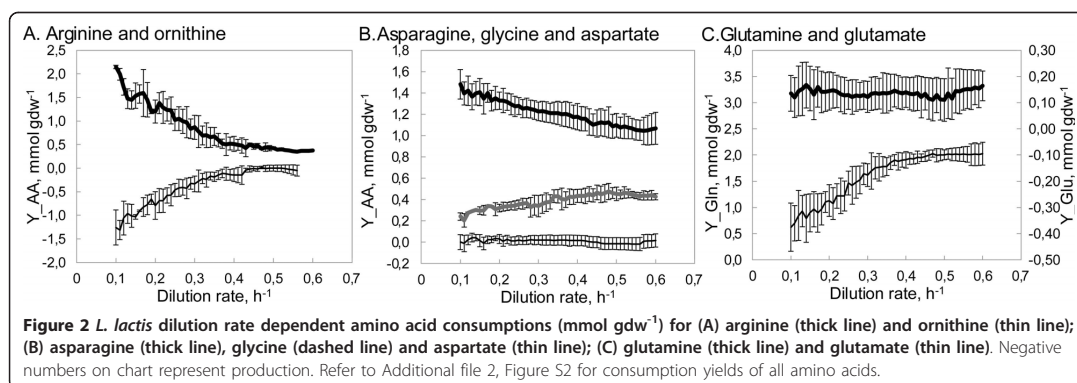 A. Arginine and ornithine
2,5
2,0
1,5
1,0
0,5
0,0
-0,5
-1,0
-1,5
-2,0
Y_AA, mmol gdw⁻¹
0 0,1 0,2 0,3 0,4 0,5 0,6 0,7
Dilution rate, h⁻¹
B.Asparagine, glycine and aspartate
1,8
1,6
1,4
1,2
1,0
0,8
0,6
0,4
0,2
0,0
-0,2
Y_AA, mmol gdw⁻¹
0 0,1 0,2 0,3 0,4 0,5 0,6 0,7
Dilution rate, h⁻¹
C.Glutamine and glutamate
4,0
3,5
3,0
2,5
2,0
1,5
1,0
0,5
0,0
Y_Gln, mmol gdw⁻¹
0,30
0,20
0,10
0,00
-0,10
-0,20
-0,30
-0,40
-0,50
Y_Glu, mmol gdw⁻¹
0 0,1 0,2 0,3 0,4 0,5 0,6 0,7
Dilution rate, h⁻¹
Figure 2 L. lactis dilution rate dependent amino acid consumptions (mmol gdw⁻¹) for (A) arginine (thick line) and ornithine (thin line);
(B) asparagine (thick line), glycine (dashed line) and aspartate (thin line); (C) glutamine (thick line) and glutamate (thin line). Negative
numbers on chart represent production. Refer to Additional file 2, Figure S2 for consumption yields of all amino acids.